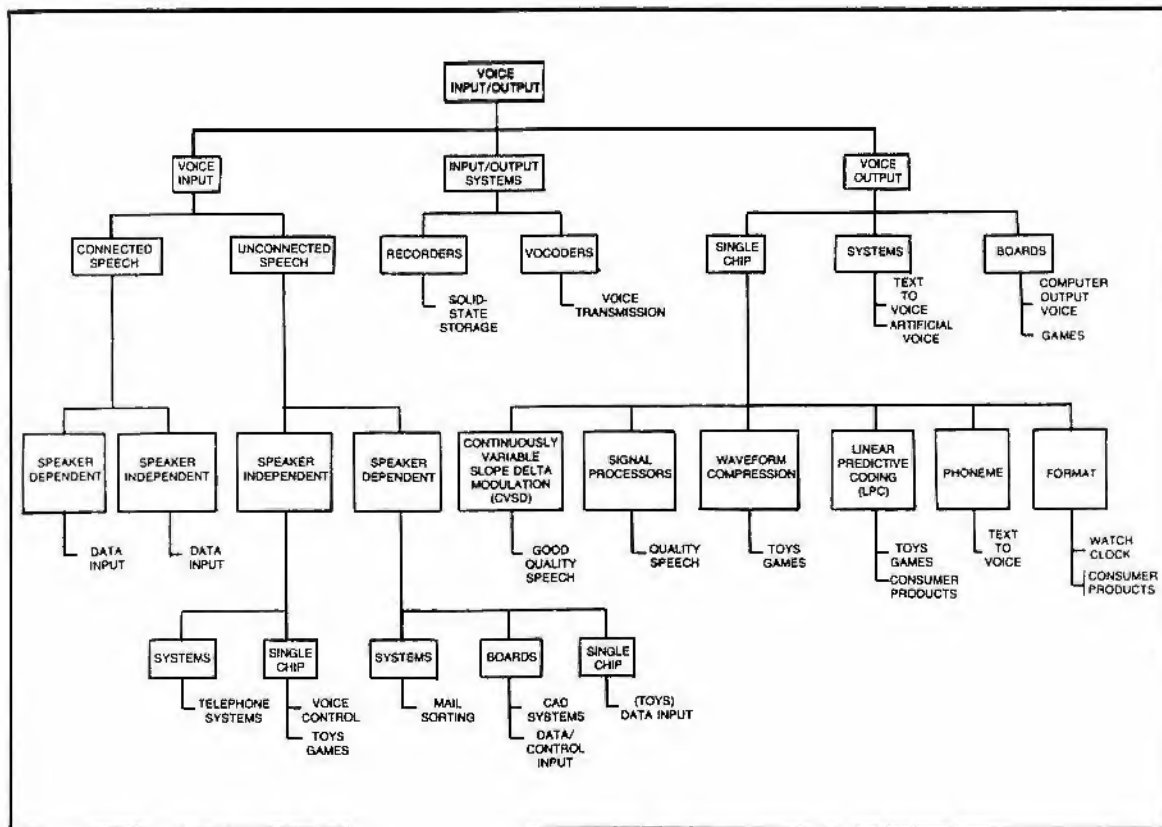 VOICE
INPUT/OUTPUT
VOICE
INPUT
INPUT/OUTPUT
SYSTEMS
VOICE
OUTPUT
CONNECTED
SPEECH
UNCONNECTED
SPEECH
RECORDERS
VOCODERS
SINGLE
CHIP
SYSTEMS
BOARDS
SOLID-
STATE
STORAGE
VOICE
TRANSMISSION
TEXT
TO
VOICE
ARTIFICIAL
VOICE
COMPUTER
OUTPUT
VOICE
GAMES
SPEAKER
DEPENDENT
SPEAKER
INDEPENDENT
SPEAKER
INDEPENDENT
SPEAKER
DEPENDENT
CONTINUOUSLY
VARIABLE
SLOPE DELTA
MODULATION
(CVSD)
SIGNAL
PROCESSORS
WAVEFORM
COMPRESSION
LINEAR
PREDICTIVE
CODING
(LPC)
PHONEME
FORMAT
DATA
INPUT
DATA
INPUT
GOOD
QUALITY
SPEECH
QUALITY
SPEECH
TOYS
GAMES
TOYS
GAMES
CONSUMER
PRODUCTS
TEXT
TO
VOICE
WATCH
CLOCK
CONSUMER
PRODUCTS
SYSTEMS
SINGLE
CHIP
SYSTEMS
BOARDS
SINGLE
CHIP
TELEPHONE
SYSTEMS
VOICE
CONTROL
TOYS
GAMES
MAIL
SORTING
CAD
SYSTEMS
DATA/
CONTROL
INPUT
(TOYS)
DATA INPUT